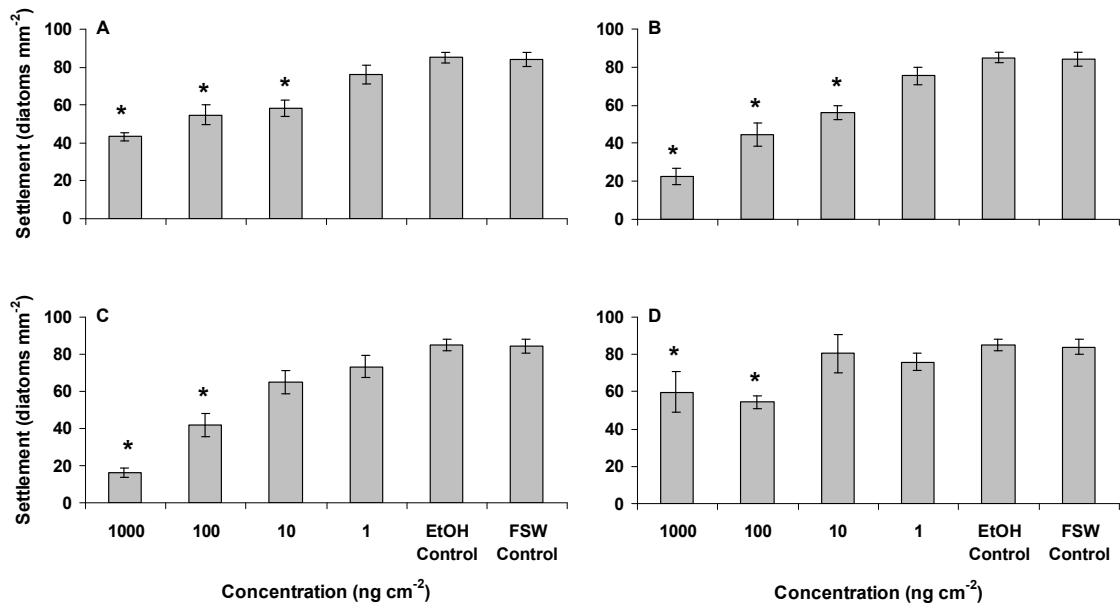 A
Settlement (diatoms mm-2)
100
80
60
40
20
0
* * *
B
100
80
60
40
20
0
* * *
C
Settlement (diatoms mm-2)
100
80
60
40
20
0
* *
1000 100 10 1 EtOH Control FSW Control
Concentration (ng cm-2)
D
100
80
60
40
20
0
* *
1000 100 10 1 EtOH Control FSW Control
Concentration (ng cm-2)